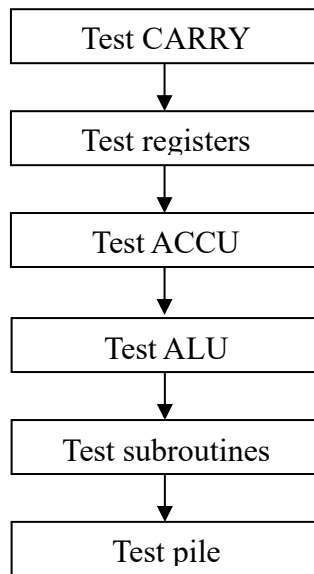 Test CARRY
Test registers
Test ACCU
Test ALU
Test subroutines
Test pile